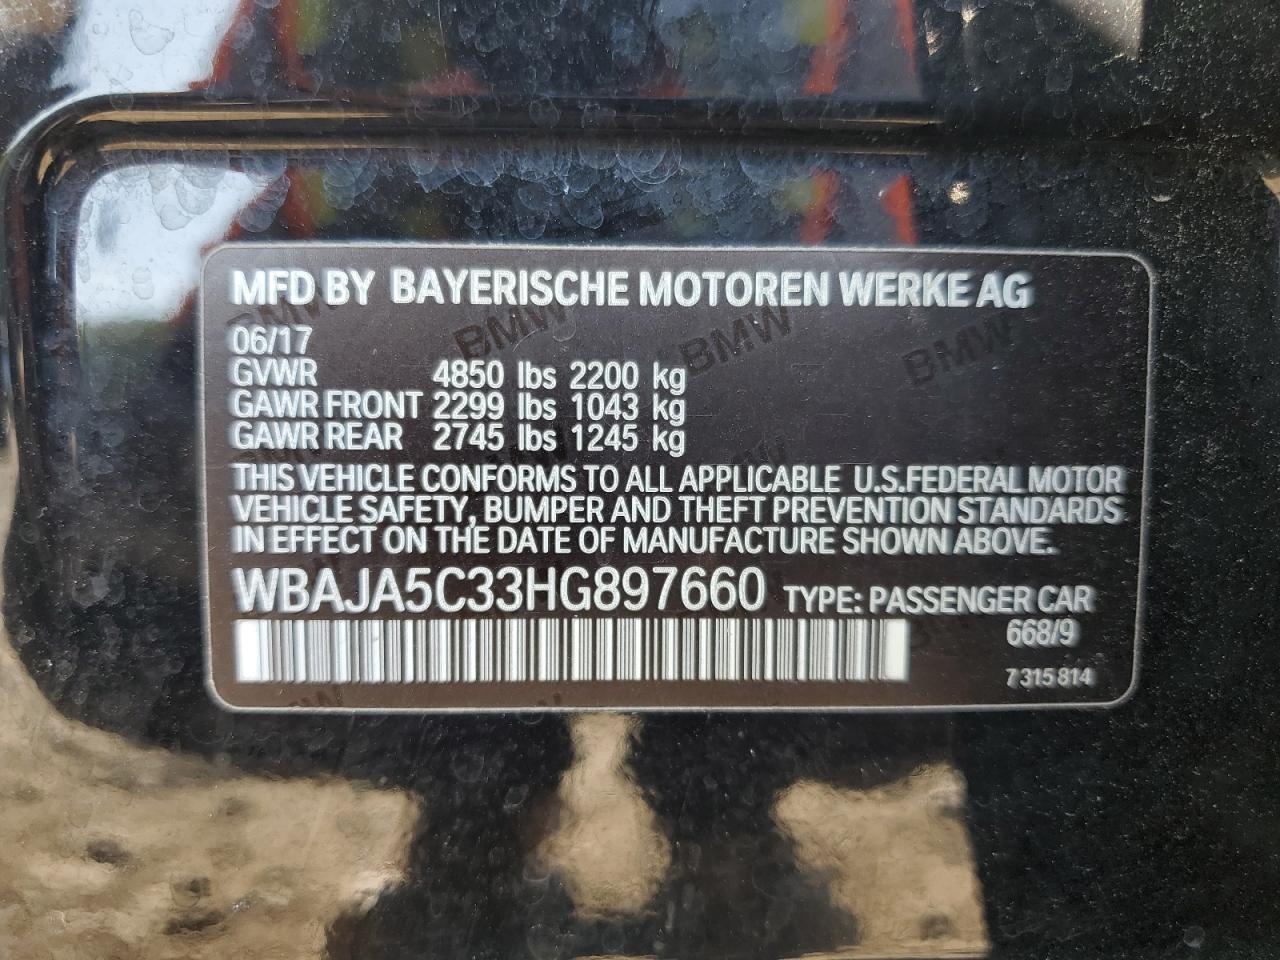 MFD BY BAYERISCHE MOTOREN WERKE AG
06/17
GVWR 4850 lbs 2200 kg
GAWR FRONT 2299 lbs 1043 kg
GAWR REAR 2745 lbs 1245 kg
THIS VEHICLE CONFORMS TO ALL APPLICABLE U.S.FEDERAL MOTOR
VEHICLE SAFETY, BUMPER AND THEFT PREVENTION STANDARDS
IN EFFECT ON THE DATE OF MANUFACTURE SHOWN ABOVE.
WBAJA5C33HG897660 TYPE: PASSENGER CAR
668/9
7 315 814